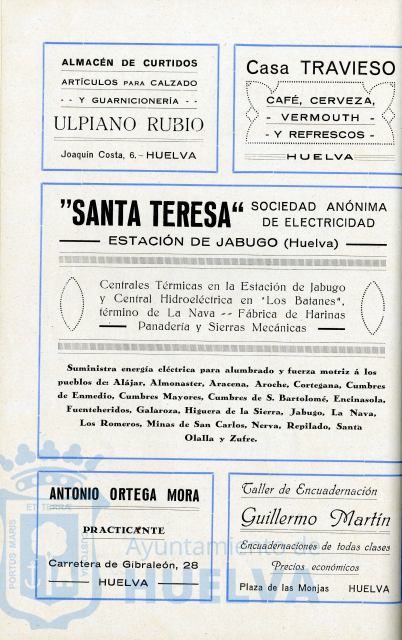 ALMACÉN DE CURTIDOS
ARTÍCULOS PARA CALZADO
- - Y GUARNICIONERÍA - -
ULPIANO RUBIO
Joaquín Costa, 6.- HUELVA
Casa TRAVIESO
CAFÉ, CERVEZA,
- VERMOUTH -
- Y REFRESCOS -
HUELVA
"SANTA TERESA"
SOCIEDAD ANÓNIMA
DE ELECTRICIDAD
ESTACIÓN DE JABUGO (Huelva)
Centrales Térmicas en la Estación de Jabugo
y Central Hidroeléctrica en "Los Batanes",
término de La Nava -- Fábrica de Harinas
Panadería y Sierras Mecánicas
Suministra energía eléctrica para alumbrado y fuerza motriz á los
pueblos de: Alájar, Almonaster, Aracena, Aroche, Cortegana, Cumbres
de Enmedio, Cumbres Mayores, Cumbres de S. Bartolomé, Encinasola,
Fuenteheridos, Galaroza, Higuera de la Sierra, Jabugo, La Nava,
Los Romeros, Minas de San Carlos, Nerva, Repilado, Santa
Olalla y Zufre.
ANTONIO ORTEGA MORA
PRACTICANTE
Carretera de Gibraleón, 28
HUELVA
Taller de Encuadernación
Guillermo Martín
Encuadernaciones de todas clases
Precios económicos
Plaza de las Monjas HUELVA
PORTUS MARIS
ET TERRÆ
Ayuntamiento de
HUELVA